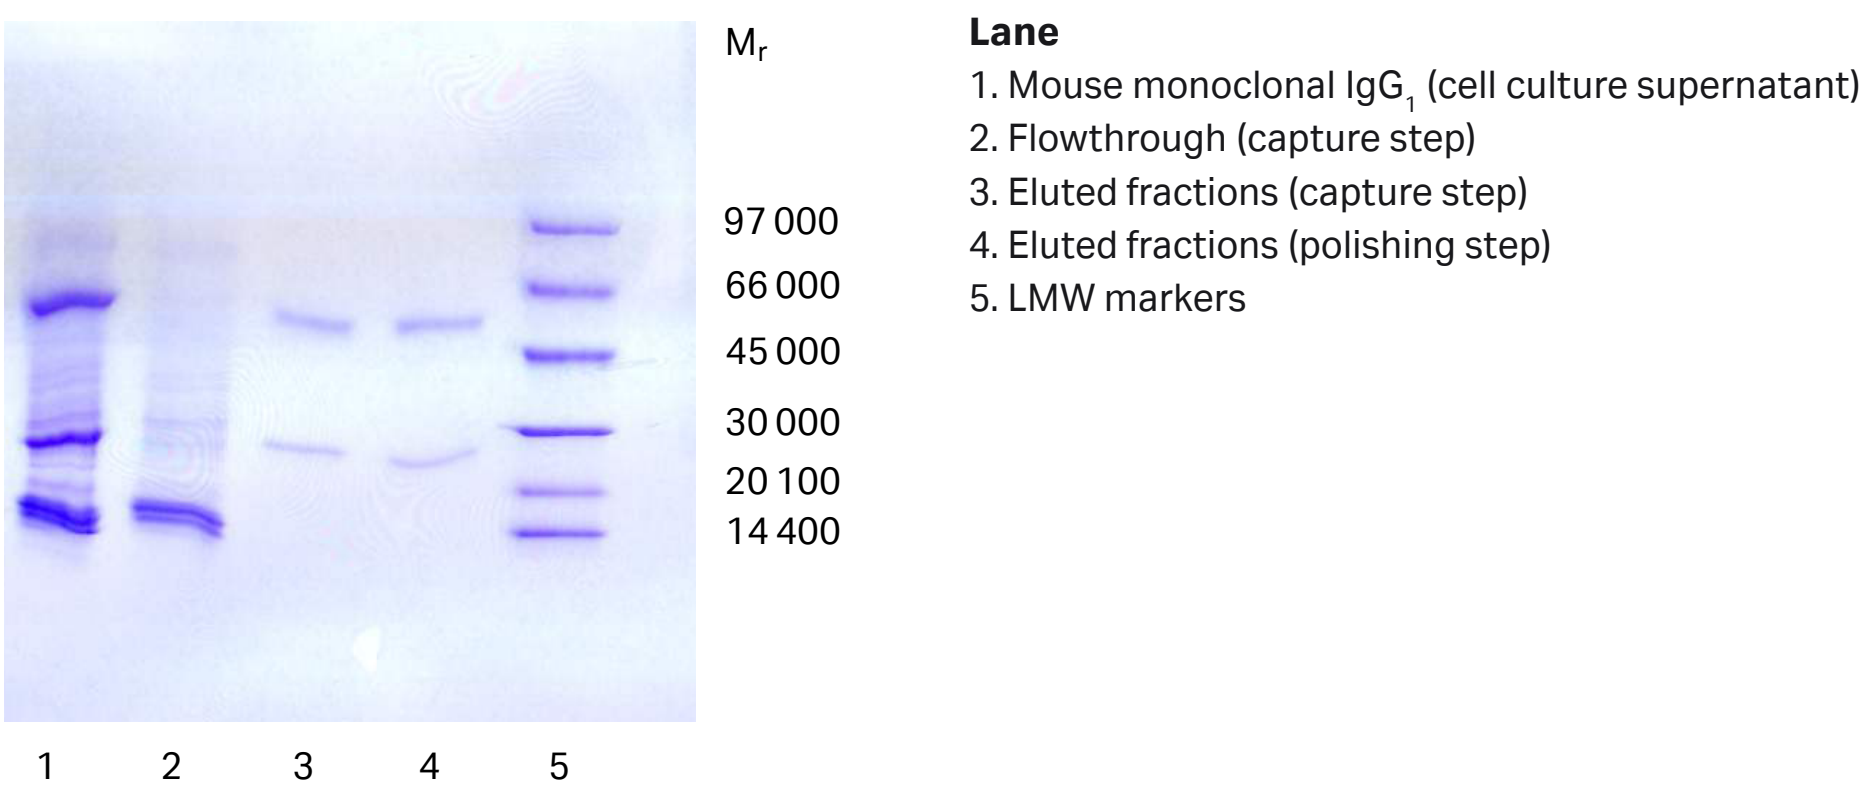 M_r
97 000
66 000
45 000
30 000
20 100
14 400
1 2 3 4 5
Lane
1. Mouse monoclonal IgG₁ (cell culture supernatant)
2. Flowthrough (capture step)
3. Eluted fractions (capture step)
4. Eluted fractions (polishing step)
5. LMW markers